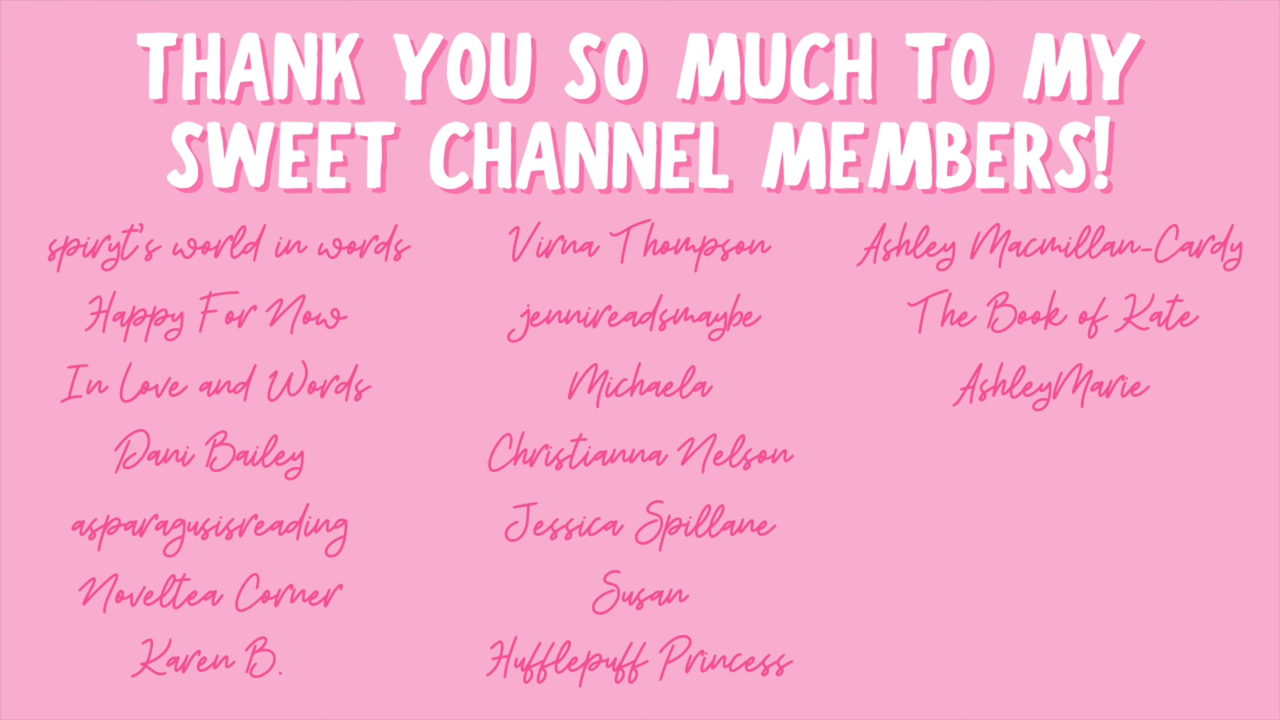 THANK YOU SO MUCH TO MY
SWEET CHANNEL MEMBERS!
spiryt's world in words
Happy For Now
In Love and Words
Dani Bailey
asparagusisreading
Noveltea Corner
Karen B.
Virna Thompson
jennireadsmaybe
Michaela
Christianna Nelson
Jessica Spillane
Susan
Hufflepuff Princess
Ashley Macmillan-Cardy
The Book of Kate
AshleyMarie